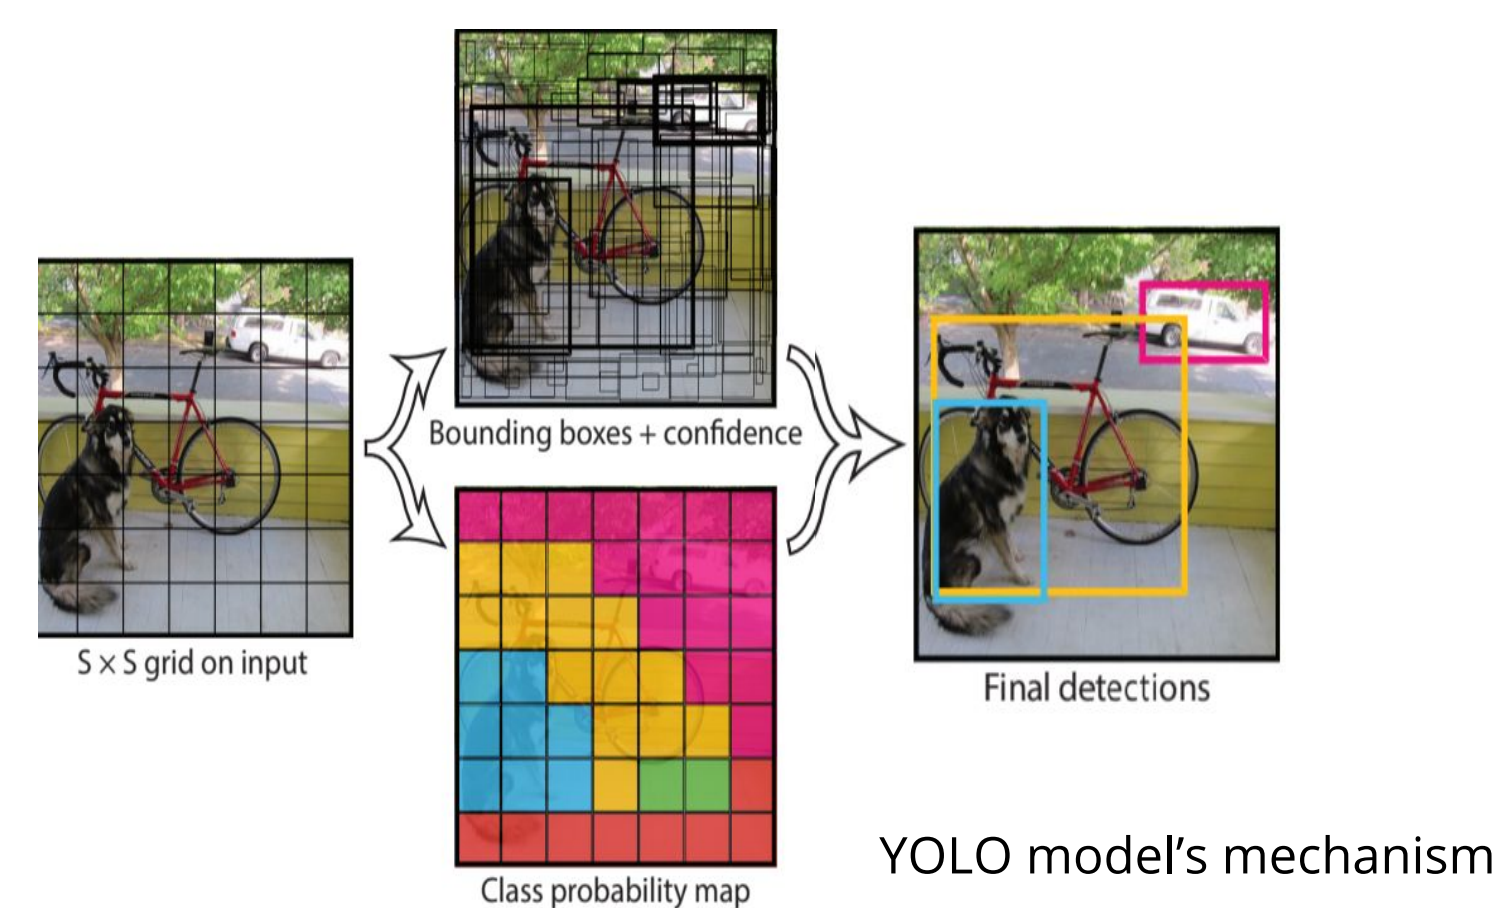 S × S grid on input
Bounding boxes + confidence
Class probability map
Final detections
YOLO model’s mechanism